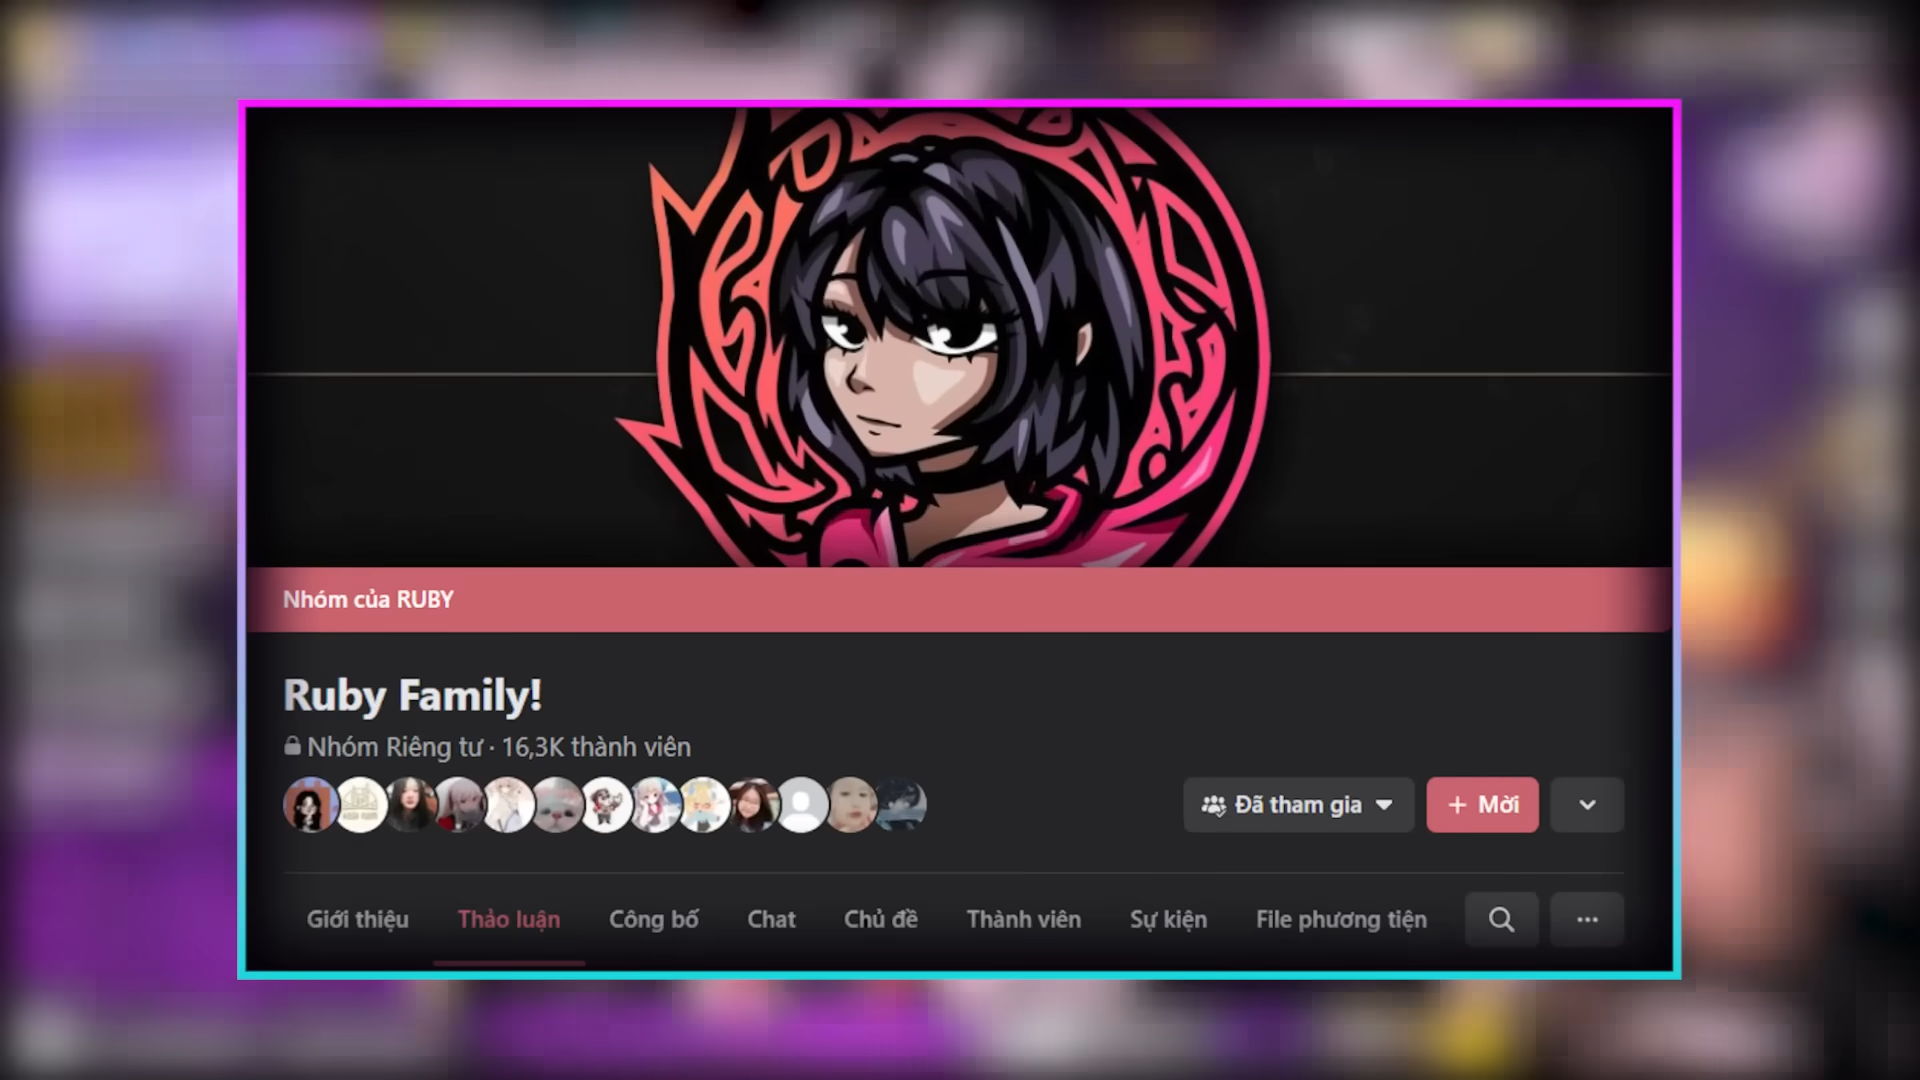 Nhóm của RUBY
Ruby Family!
Nhóm Riêng tư · 16,3K thành viên
Đã tham gia
+ Mời
Giới thiệu
Thảo luận
Công bố
Chat
Chủ đề
Thành viên
Sự kiện
File phương tiện